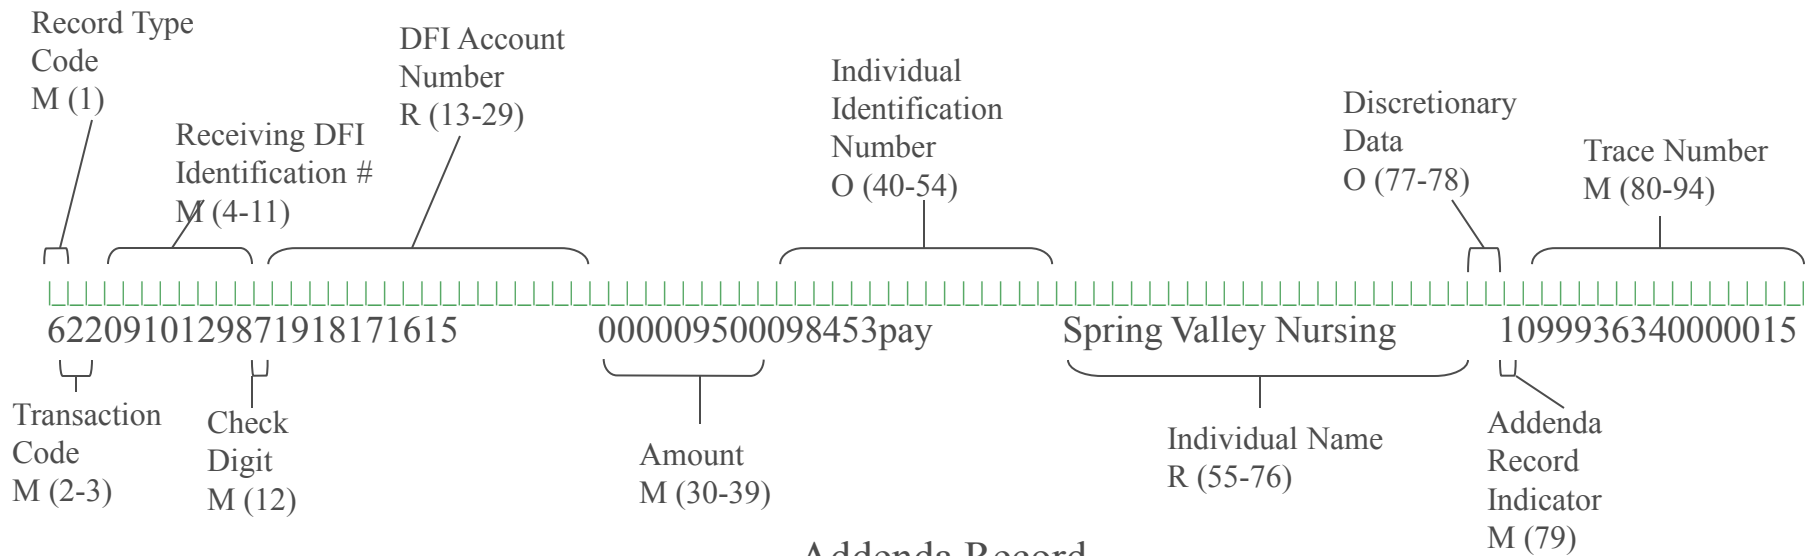 Record Type
Code
M (1)
Receiving DFI
Identification #
M (4-11)
DFI Account
Number
R (13-29)
Individual
Identification
Number
O (40-54)
Discretionary
Data
O (77-78)
Trace Number
M (80-94)
6220910129871918171615 000009500098453pay Spring Valley Nursing 1099936340000015
Transaction
Code
M (2-3)
Check
Digit
M (12)
Amount
M (30-39)
Individual Name
R (55-76)
Addenda
Record
Indicator
M (79)
Addenda Record